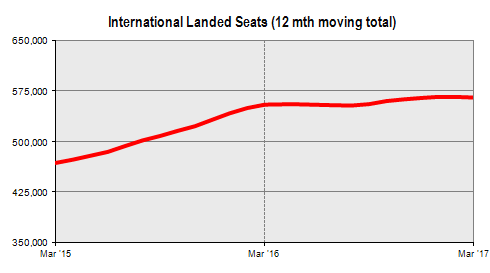 International Landed Seats (12 mth moving total)
650,000
575,000
500,000
425,000
350,000
Mar '15
Mar '16
Mar '17